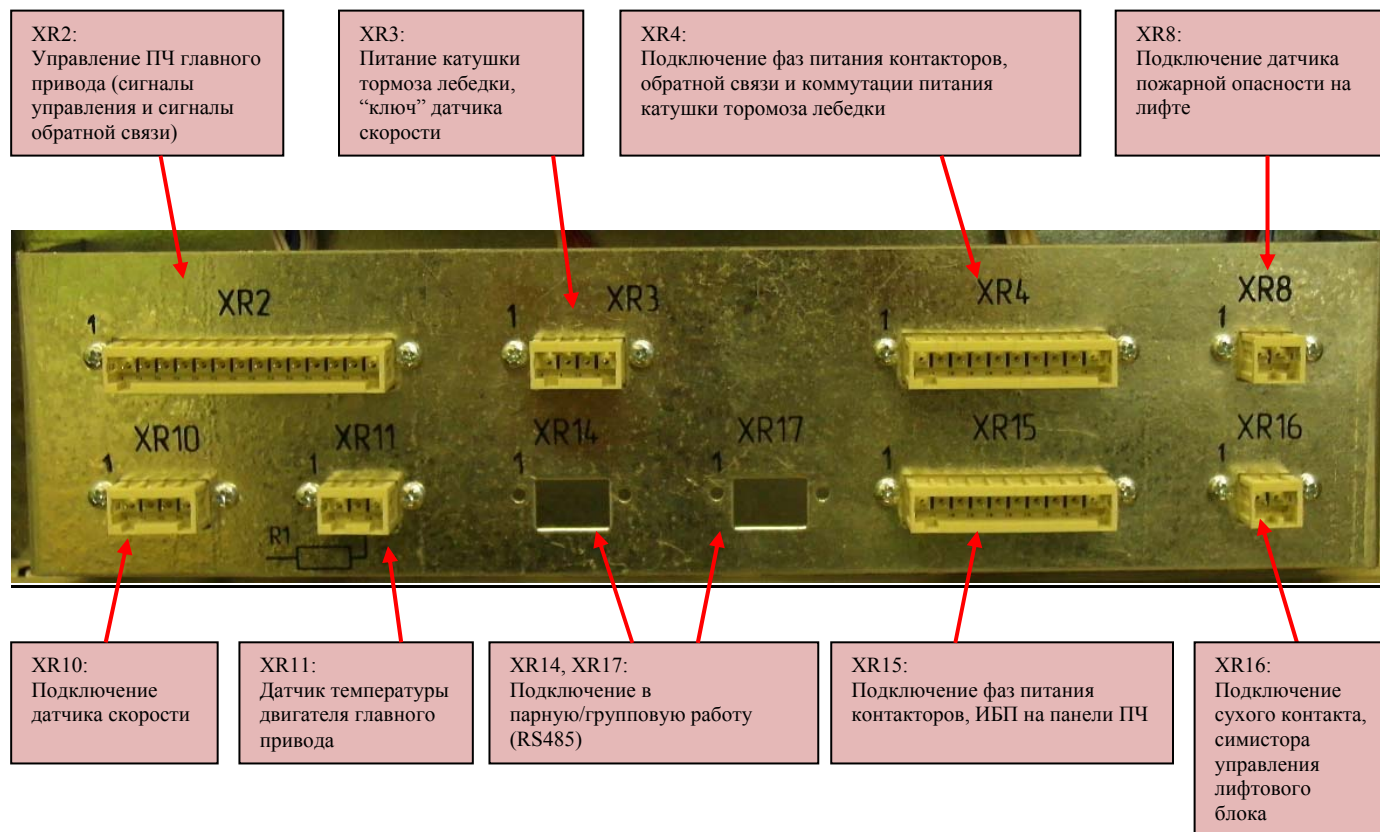 XR2:
Управление ПЧ главного
привода (сигналы
управления и сигналы
обратной связи)
XR3:
Питание катушки
тормоза лебедки,
“ключ” датчика
скорости
XR4:
Подключение фаз питания контакторов,
обратной связи и коммутации питания
катушки торомоза лебедки
XR8:
Подключение датчика
пожарной опасности на
лифте
XR2
XR3
XR4
XR8
1
1
1
1
XR10
XR11
XR14
XR17
XR15
XR16
1
1
1
1
1
1
R1
XR10:
Подключение
датчика скорости
XR11:
Датчик температуры
двигателя главного
привода
XR14, XR17:
Подключение в
парную/групповую работу
(RS485)
XR15:
Подключение фаз питания
контакторов, ИБП на панели ПЧ
XR16:
Подключение
сухого контакта,
симистора
управления
лифтового
блока